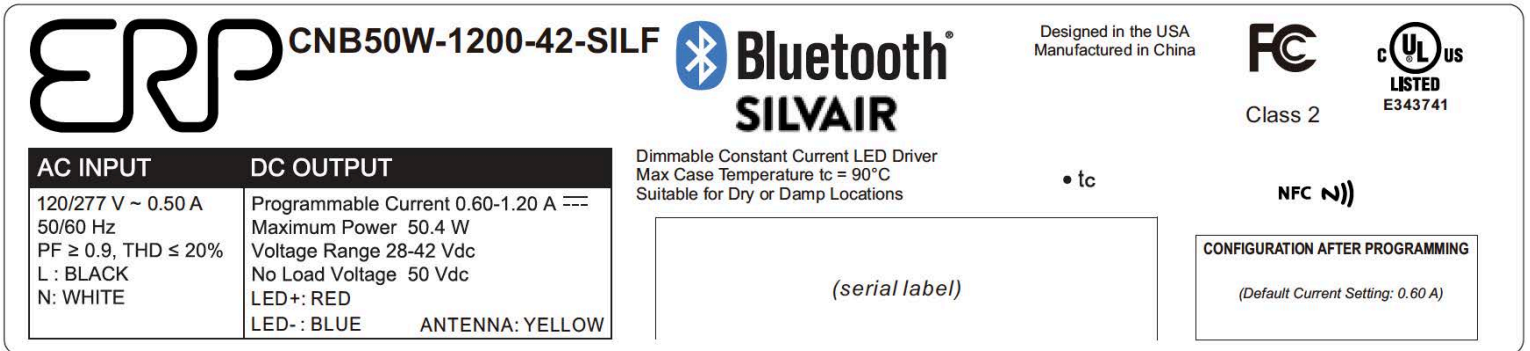 ERP
CNB50W-1200-42-SILF
Bluetooth®
SILVAIR
Designed in the USA
Manufactured in China
FC
Class 2
C UL US
®
LISTED
E343741
AC INPUT
120/277 V ~ 0.50 A
50/60 Hz
PF ≥ 0.9, THD ≤ 20%
L : BLACK
N: WHITE
DC OUTPUT
Programmable Current 0.60-1.20 A ⎓
Maximum Power 50.4 W
Voltage Range 28-42 Vdc
No Load Voltage 50 Vdc
LED+: RED
LED- : BLUE ANTENNA: YELLOW
Dimmable Constant Current LED Driver
Max Case Temperature tc = 90°C
Suitable for Dry or Damp Locations
• tc
NFC
(serial label)
CONFIGURATION AFTER PROGRAMMING
(Default Current Setting: 0.60 A)